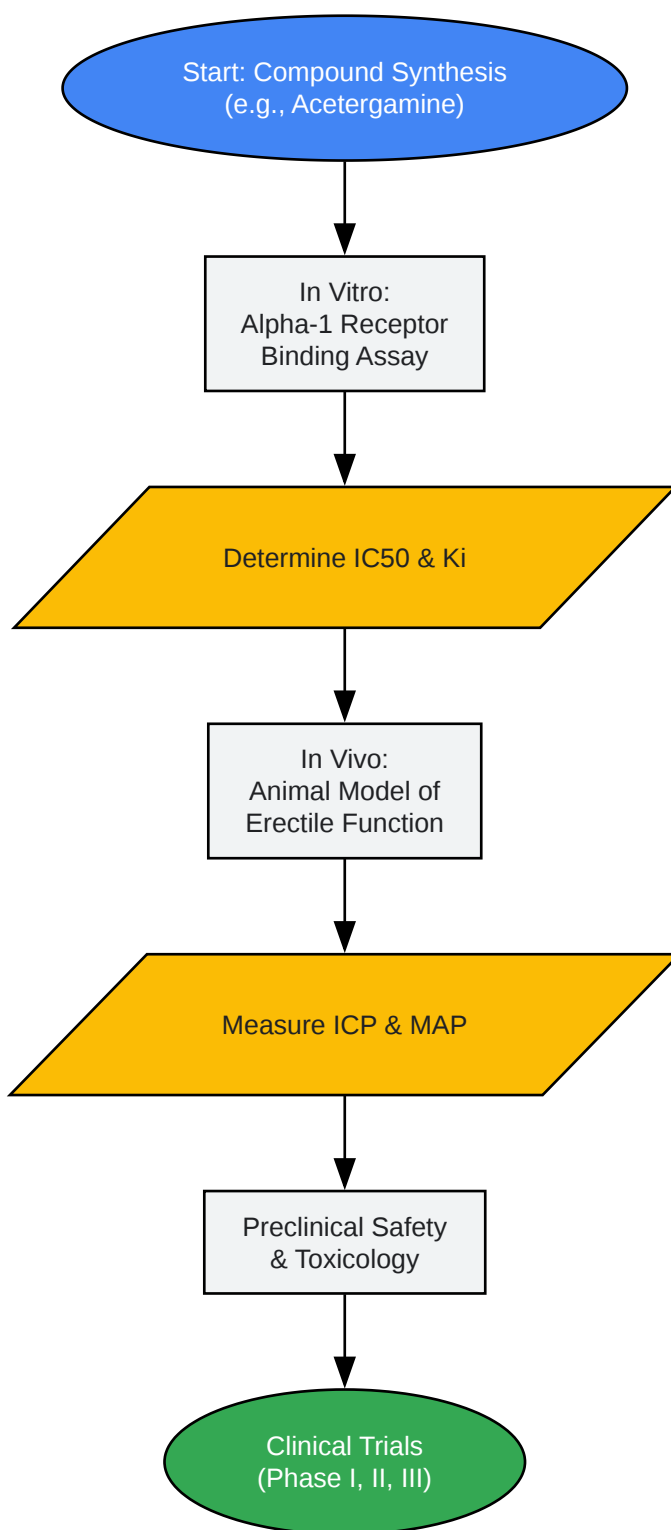 Start: Compound Synthesis
(e.g., Acetergamine)
In Vitro:
Alpha-1 Receptor
Binding Assay
Determine IC50 & Ki
In Vivo:
Animal Model of
Erectile Function
Measure ICP & MAP
Preclinical Safety
& Toxicology
Clinical Trials
(Phase I, II, III)